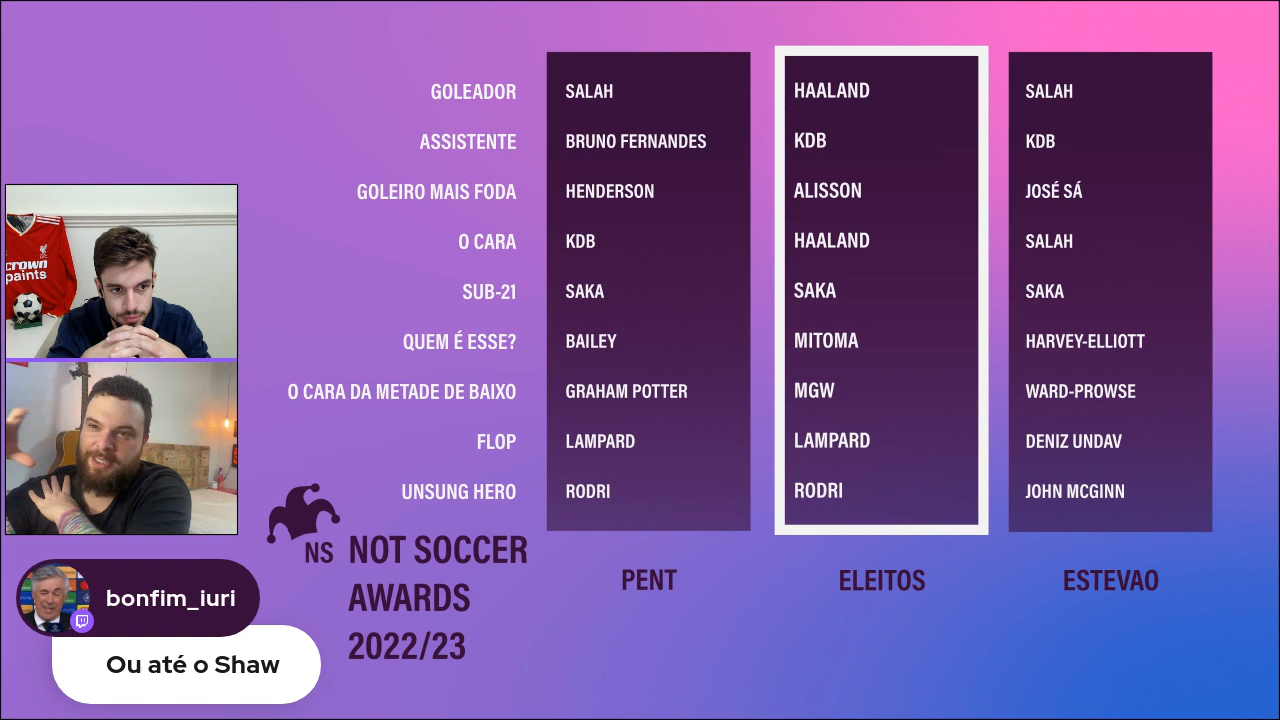 GOLEADOR SALAH HAALAND SALAH
ASSISTENTE BRUNO FERNANDES KDB KDB
GOLEIRO MAIS FODA HENDERSON ALISSON JOSÉ SÁ
O CARA KDB HAALAND SALAH
SUB-21 SAKA SAKA SAKA
QUEM É ESSE? BAILEY MITOMA HARVEY-ELLIOTT
O CARA DA METADE DE BAIXO GRAHAM POTTER MGW WARD-PROWSE
FLOP LAMPARD LAMPARD DENIZ UNDAV
UNSUNG HERO RODRI RODRI JOHN MCGINN
PENT ELEITOS ESTEVAO
crown
paints
NS NOT SOCCER
AWARDS
2022/23
bonfim_iuri
Ou até o Shaw